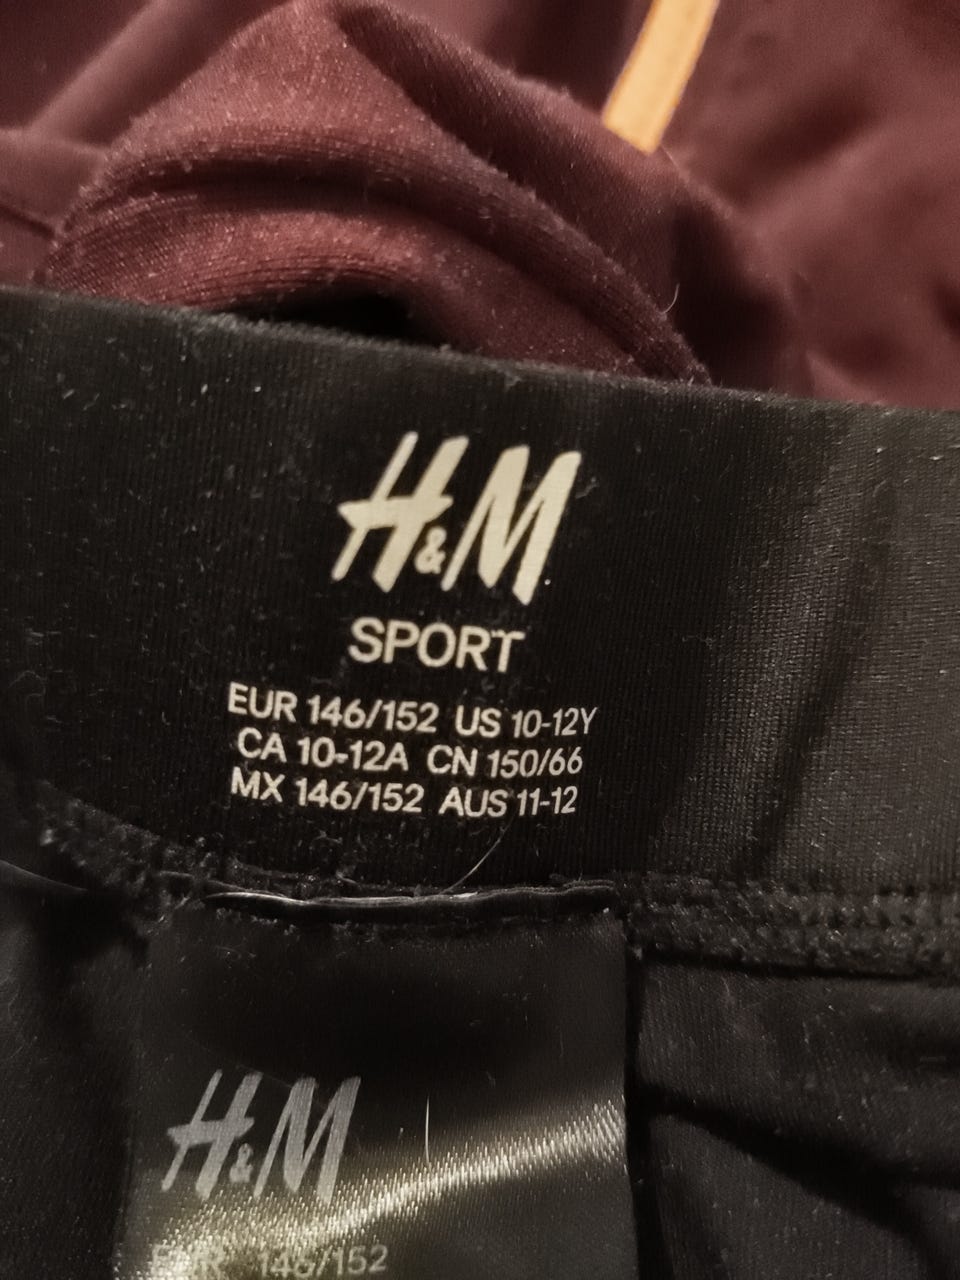 H&M
SPORT
EUR 146/152 US 10-12Y
CA 10-12A CN 150/66
MX 146/152 AUS 11-12
H&M
EUR 146/152